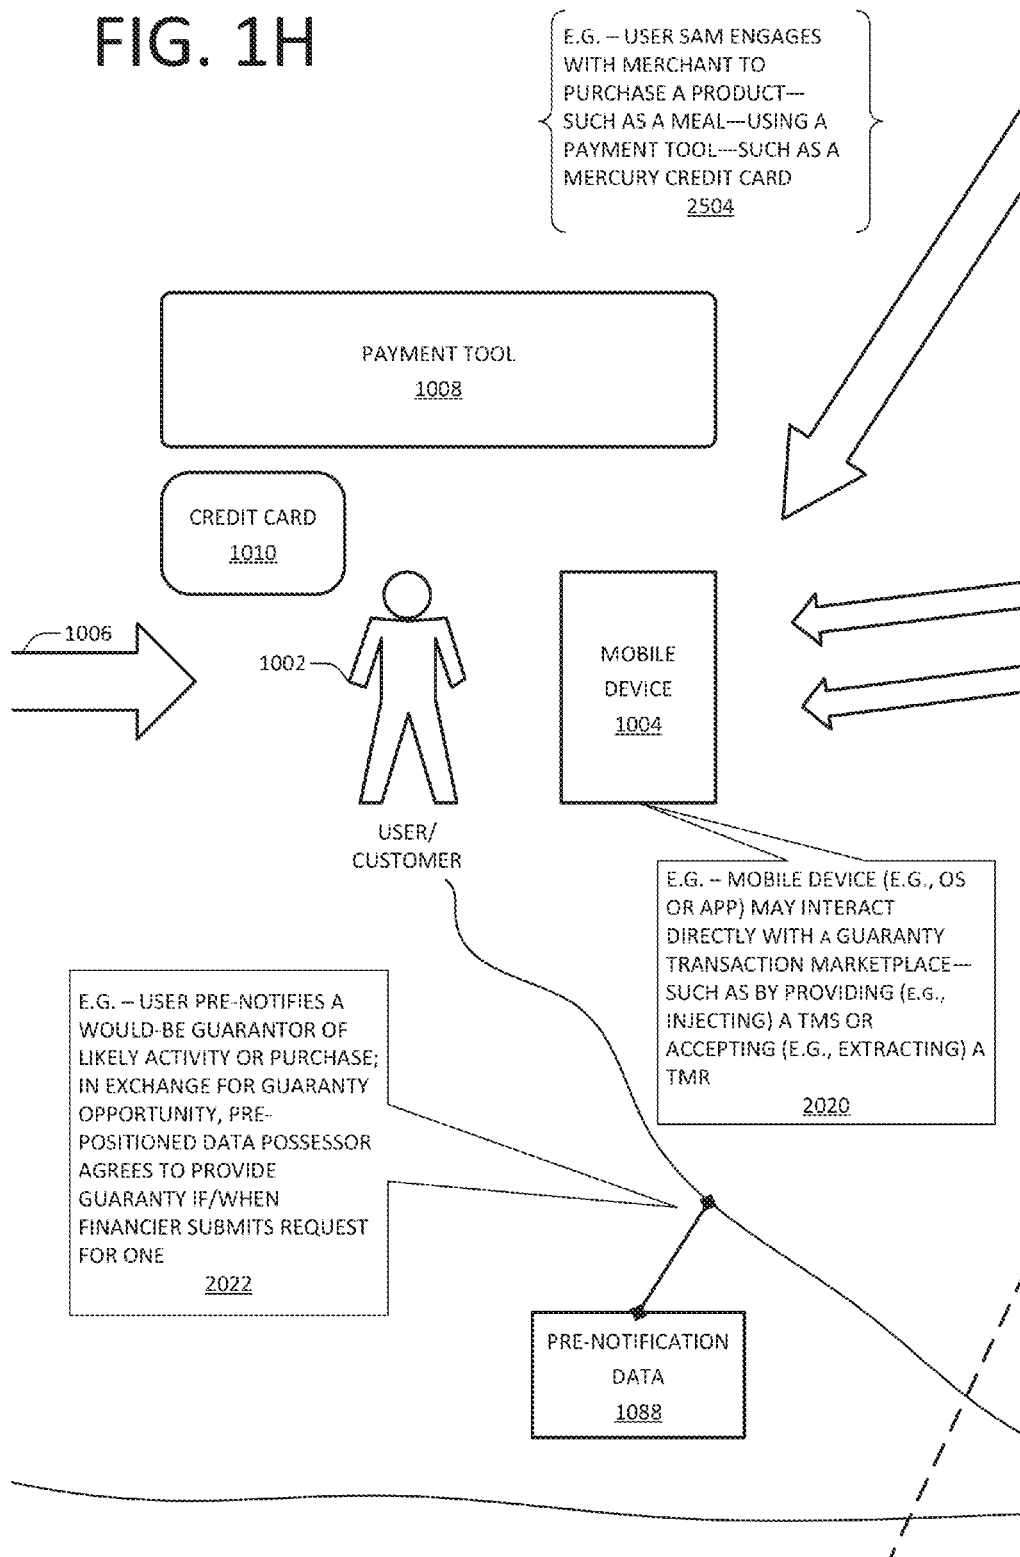 FIG. 1H
E.G. – USER SAM ENGAGES
WITH MERCHANT TO
PURCHASE A PRODUCT---
SUCH AS A MEAL---USING A
PAYMENT TOOL---SUCH AS A
MERCURY CREDIT CARD
2504
PAYMENT TOOL
1008
CREDIT CARD
1010
1006
1002
MOBILE
DEVICE
1004
USER/
CUSTOMER
E.G. -- MOBILE DEVICE (E.G., OS
OR APP) MAY INTERACT
DIRECTLY WITH A GUARANTY
TRANSACTION MARKETPLACE---
SUCH AS BY PROVIDING (E.G.,
INJECTING) A TMS OR
ACCEPTING (E.G., EXTRACTING) A
TMR
2020
E.G. – USER PRE-NOTIFIES A
WOULD-BE GUARANTOR OF
LIKELY ACTIVITY OR PURCHASE;
IN EXCHANGE FOR GUARANTY
OPPORTUNITY, PRE-
POSITIONED DATA POSSESSOR
AGREES TO PROVIDE
GUARANTY IF/WHEN
FINANCIER SUBMITS REQUEST
FOR ONE
2022
PRE-NOTIFICATION
DATA
1088